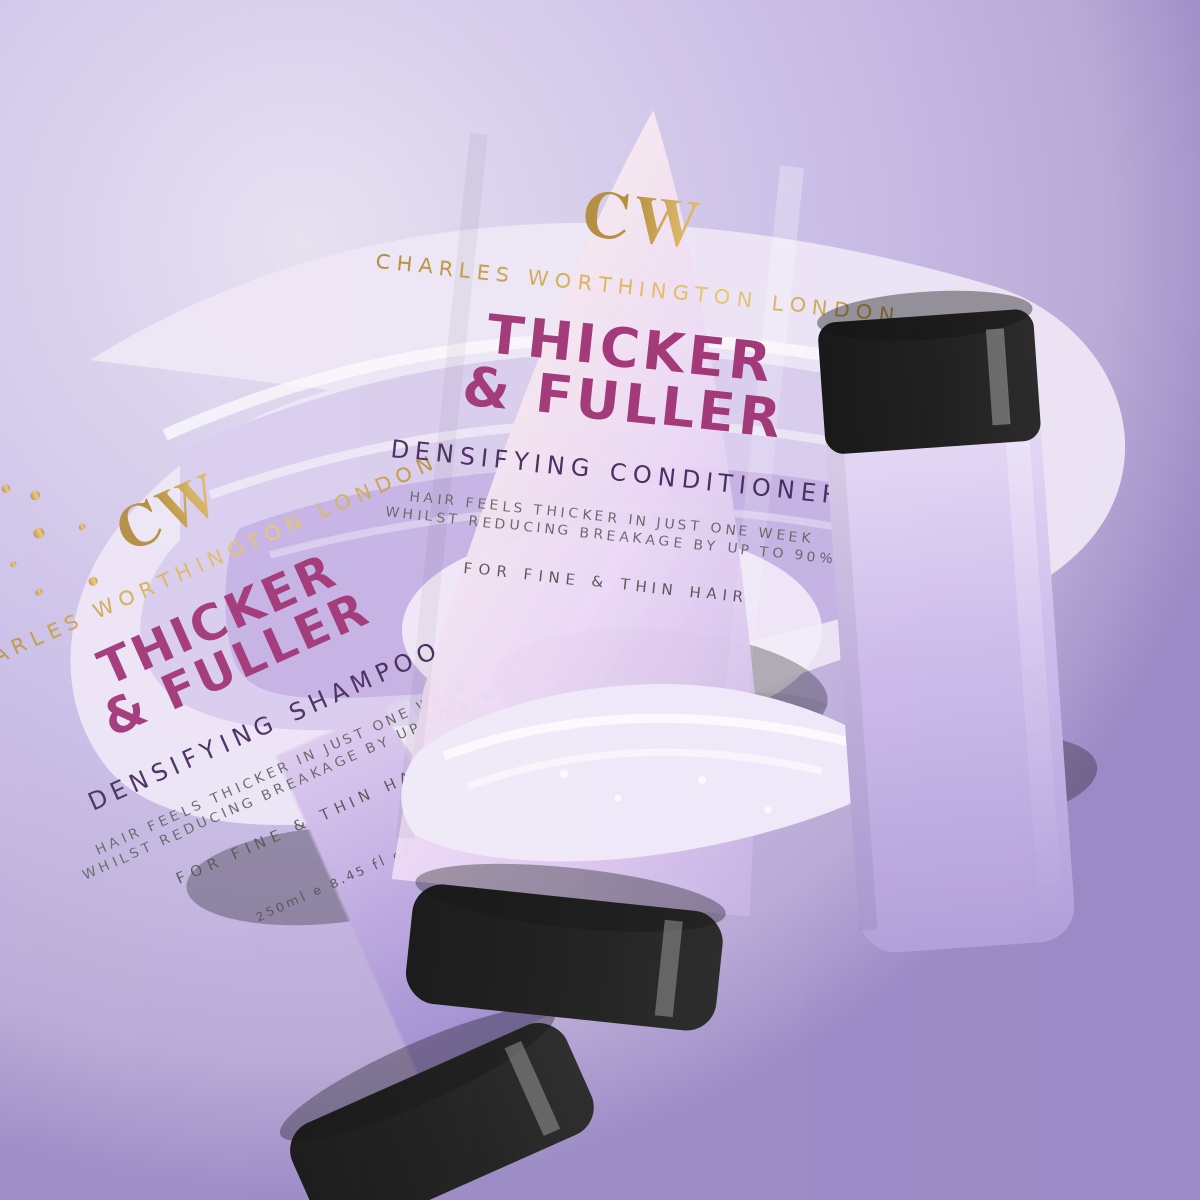 CW
CHARLES WORTHINGTON LONDON
THICKER
& FULLER
DENSIFYING CONDITIONER
HAIR FEELS THICKER IN JUST ONE WEEK
WHILST REDUCING BREAKAGE BY UP TO 90%
FOR FINE & THIN HAIR
CW
ARLES WORTHINGTON LONDON
THICKER
& FULLER
DENSIFYING SHAMPOO
HAIR FEELS THICKER IN JUST ONE
WHILST REDUCING BREAKAGE BY UP
FOR FINE & THIN HA
250ml e 8.45 fl